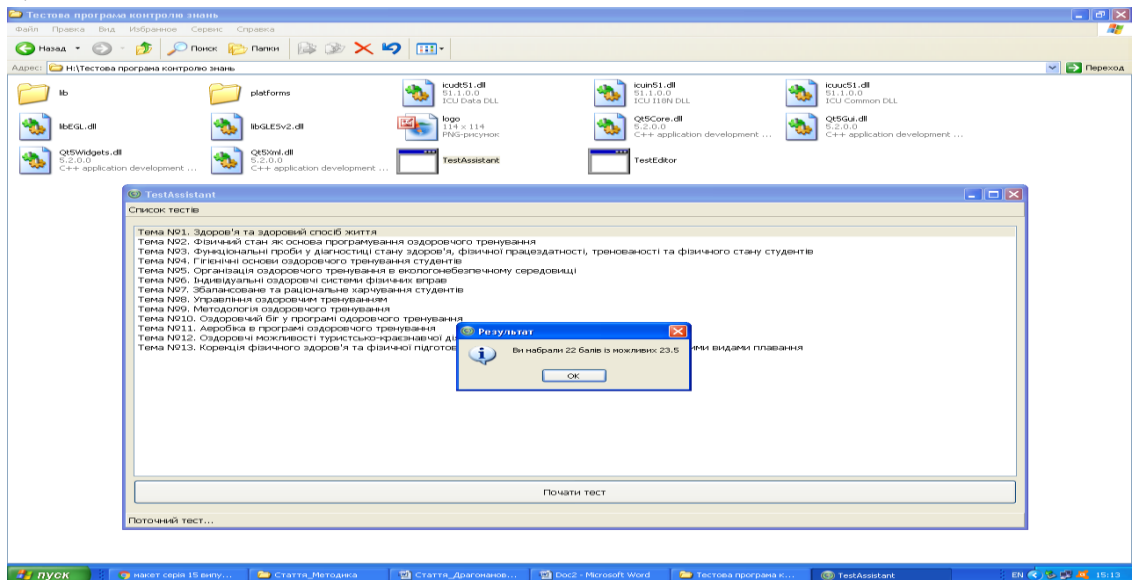 Тестова програма контролю знань
Файл Правка Вид Избранное Сервис Справка
Назад Поиск Папки
Адрес: H:\Тестова програма контролю знань Переход
lib
platforms
icudt51.dll
51.1.0.0
ICU Data DLL
icuin51.dll
51.1.0.0
ICU I18N DLL
icuuc51.dll
51.1.0.0
ICU Common DLL
libEGL.dll
libGLESv2.dll
logo
114 x 114
PNG-рисунок
Qt5Core.dll
5.2.0.0
C++ application development ...
Qt5Gui.dll
5.2.0.0
C++ application development ...
Qt5Widgets.dll
5.2.0.0
C++ application development ...
Qt5Xml.dll
5.2.0.0
C++ application development ...
TestAssistant
TestEditor
TestAssistant
Список тестів
Тема №1. Здоров'я та здоровий спосіб життя
Тема №2. Фізичний стан як основа програмування оздоровчого тренування
Тема №3. Функціональні проби у діагностиці стану здоров'я, фізичної працездатності, тренованості та фізичного стану студентів
Тема №4. Гігієнічні основи оздоровчого тренування студентів
Тема №5. Організація оздоровчого тренування в екологонебезпечному середовищі
Тема №6. Індивідуальні оздоровчі системи фізичних вправ
Тема №7. Збалансоване та раціональне харчування студентів
Тема №8. Управління оздоровчим тренуванням
Тема №9. Методологія оздоровчого тренування
Тема №10. Оздоровчий біг у програмі одоровчого тренування
Тема №11. Аеробіка в програмі оздоровчого тренування
Тема №12. Оздоровчі можливості туристсько-краєзнавчої ді
Тема №13. Корекція фізичного здоров'я та фізичної підготов ми видами плавання
Результат
Ви набрали 22 балів із можливих 23.5
OK
Почати тест
Поточний тест...
пуск макет серія 15 випу... Стаття_Методика Стаття_Драгоманов... Doc2 - Microsoft Word Тестова програма к... TestAssistant EN 15:13